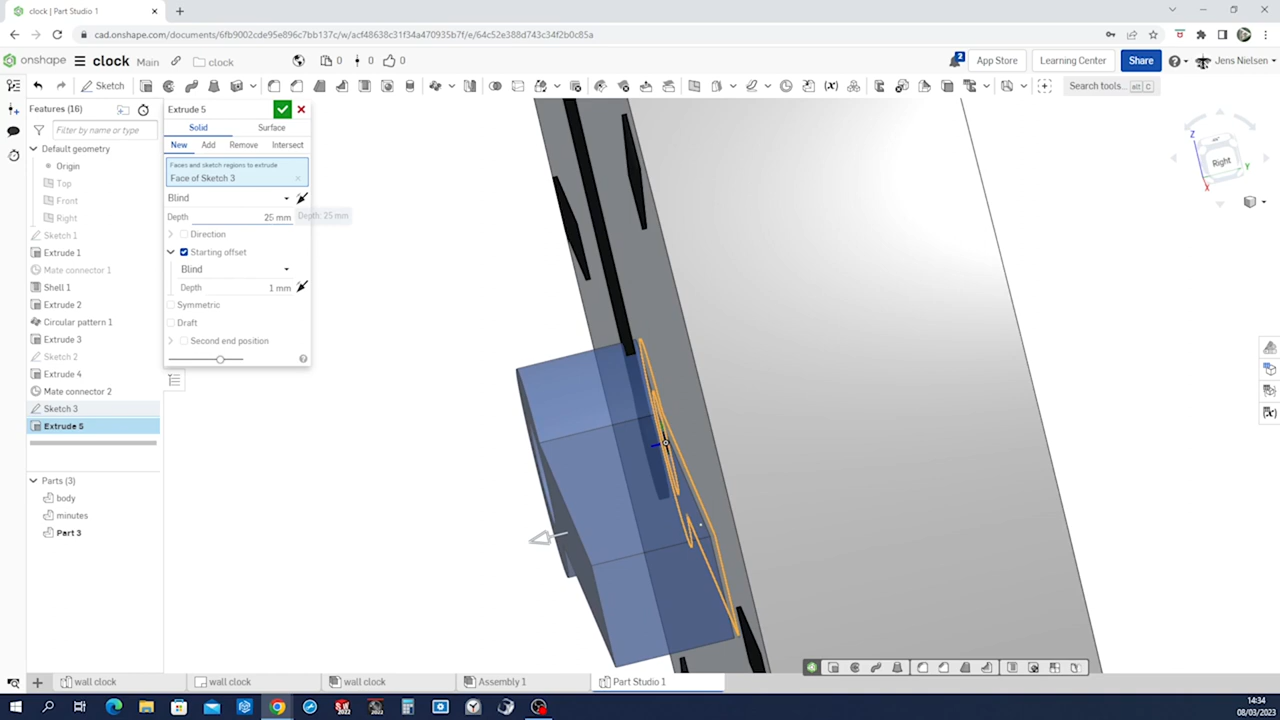 clock | Part Studio 1
cad.onshape.com/documents/6fb9002cde95e896c7bb137c/w/acf48638c31f34a470935b7f/e/64c52e388d743c34f2b0c85a
onshape
clock
Main
clock
0
0
0
2
App Store
Learning Center
Share
Jens Nielsen
Sketch
Search tools...
alt
C
Features (16)
Filter by name or type
Default geometry
Origin
Top
Front
Right
Sketch 1
Extrude 1
Mate connector 1
Shell 1
Extrude 2
Circular pattern 1
Extrude 3
Sketch 2
Extrude 4
Mate connector 2
Sketch 3
Extrude 5
Parts (3)
body
minutes
Part 3
Extrude 5
Solid
Surface
New
Add
Remove
Intersect
Faces and sketch regions to extrude
Face of Sketch 3
Blind
Depth
25 mm
Depth: 25 mm
Direction
Starting offset
Blind
Depth
1 mm
Symmetric
Draft
Second end position
Z
Right
Y
X
wall clock
wall clock
wall clock
Assembly 1
Part Studio 1
14:34
08/03/2023